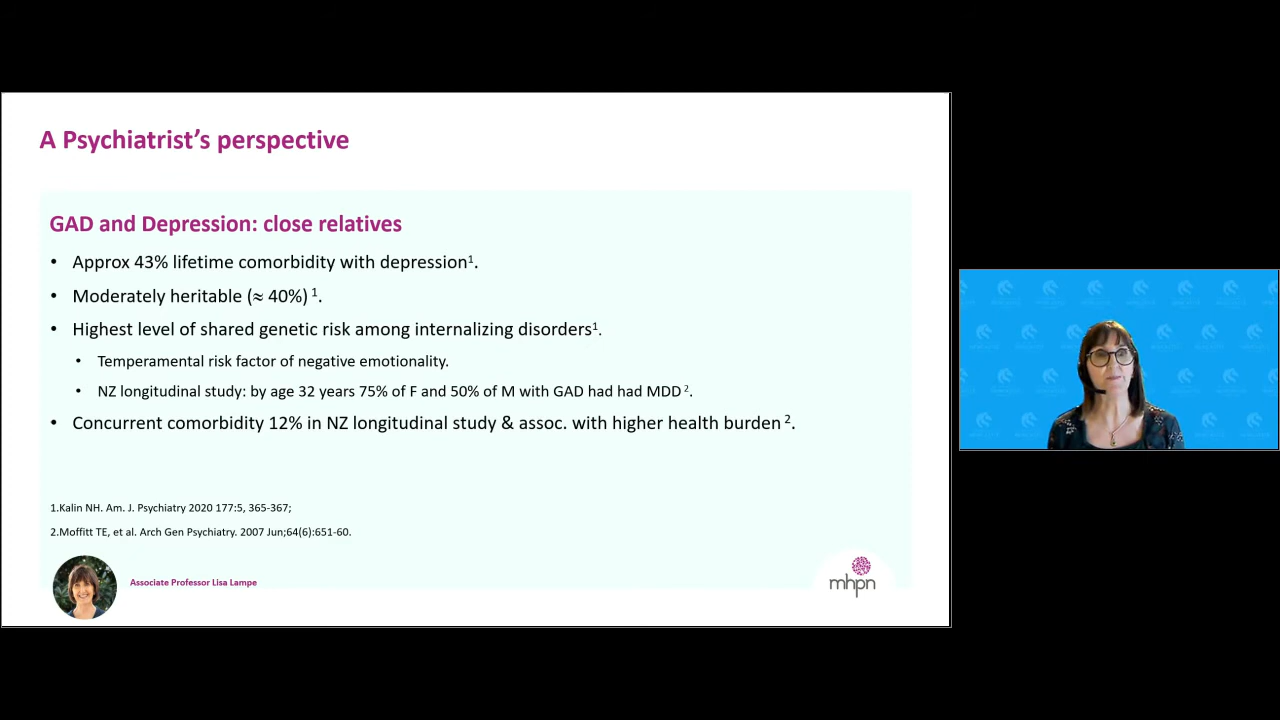 A Psychiatrist’s perspective
GAD and Depression: close relatives
• Approx 43% lifetime comorbidity with depression¹.
• Moderately heritable (≈ 40%) ¹.
• Highest level of shared genetic risk among internalizing disorders¹.
• Temperamental risk factor of negative emotionality.
• NZ longitudinal study: by age 32 years 75% of F and 50% of M with GAD had had MDD ².
• Concurrent comorbidity 12% in NZ longitudinal study & assoc. with higher health burden ².
1.Kalin NH. Am. J. Psychiatry 2020 177:5, 365-367;
2.Moffitt TE, et al. Arch Gen Psychiatry. 2007 Jun;64(6):651-60.
Associate Professor Lisa Lampe
mhpn